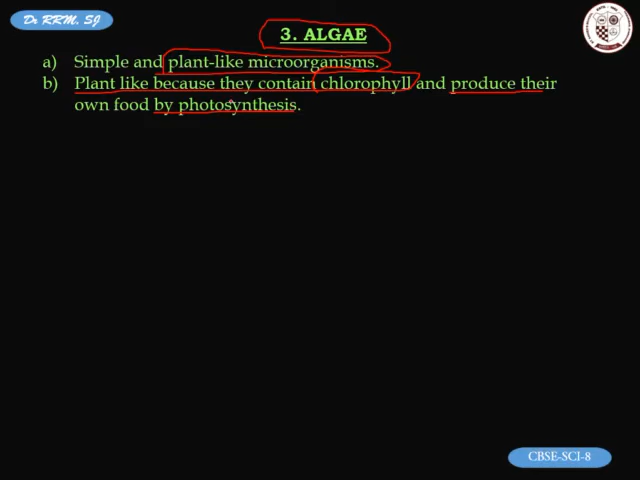 Dr RRM, SJ
3. ALGAE
a) Simple and plant-like microorganisms.
b) Plant like because they contain chlorophyll and produce their
own food by photosynthesis.
CBSE-SCI-8